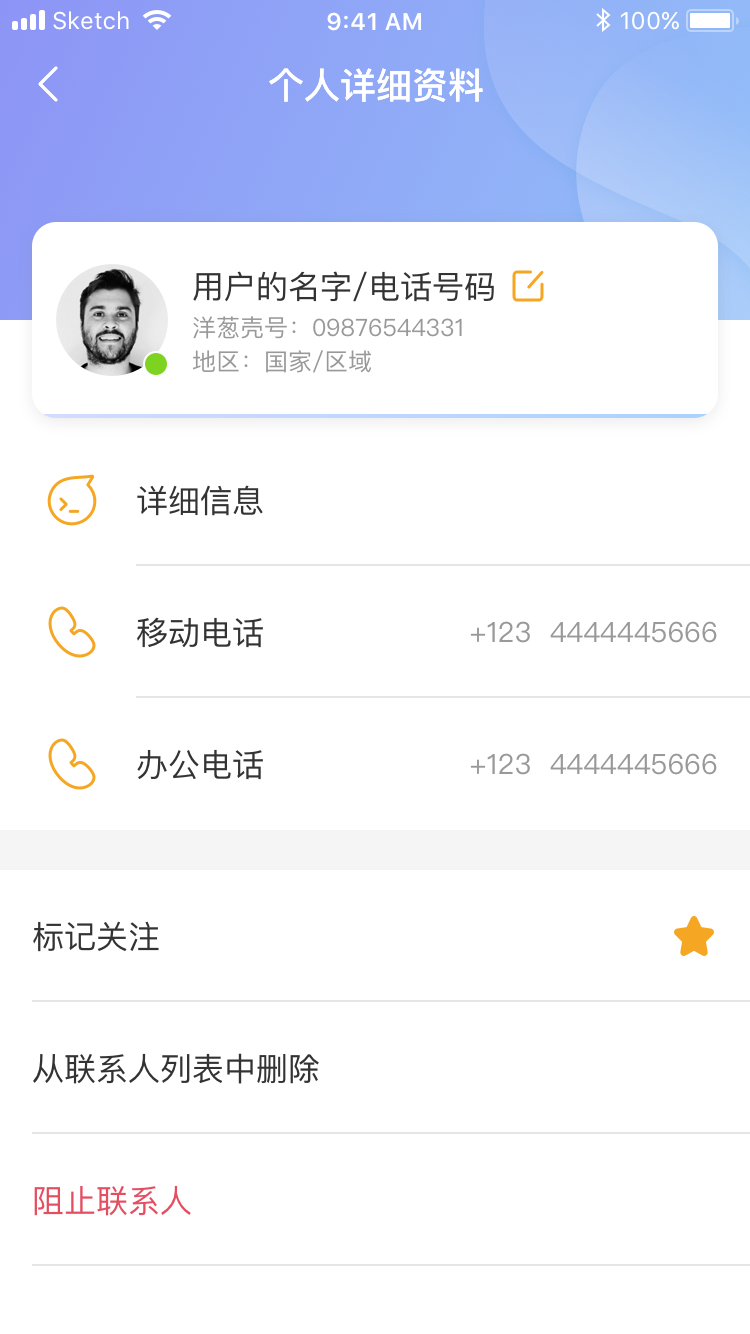 Sketch 9:41 AM 100%
个人详细资料
用户的名字/电话号码
洋葱壳号：09876544331
地区：国家/区域
详细信息
移动电话 +123 4444445666
办公电话 +123 4444445666
标记关注
从联系人列表中删除
阻止联系人